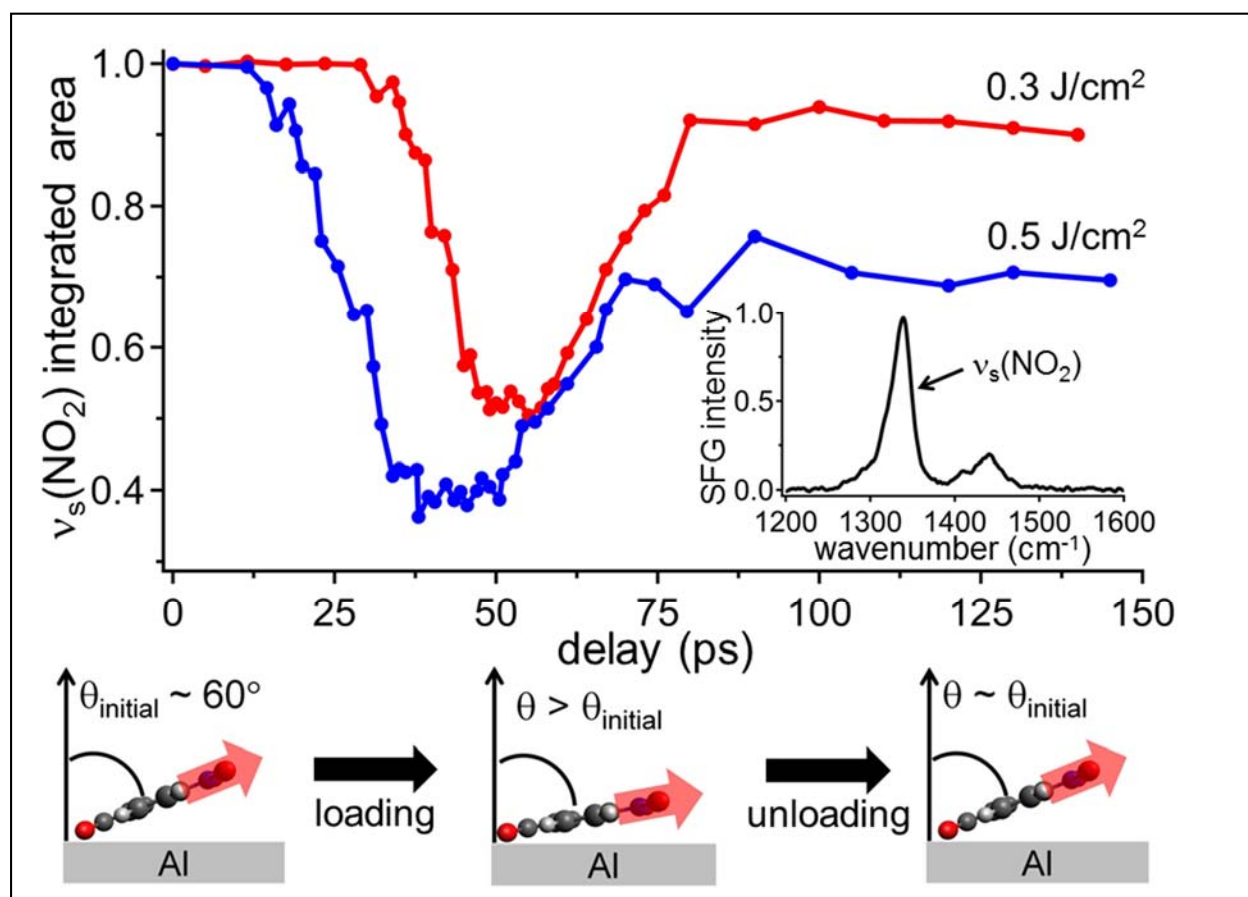 νs(NO2) integrated area
1.0
0.8
0.6
0.4
0.3 J/cm²
0.5 J/cm²
SFG intensity
1.0
0.5
0.0
νs(NO2)
1200 1300 1400 1500 1600
wavenumber (cm-1)
0 25 50 75 100 125 150
delay (ps)
θinitial ~ 60°
Al
loading
θ > θinitial
Al
unloading
θ ~ θinitial
Al